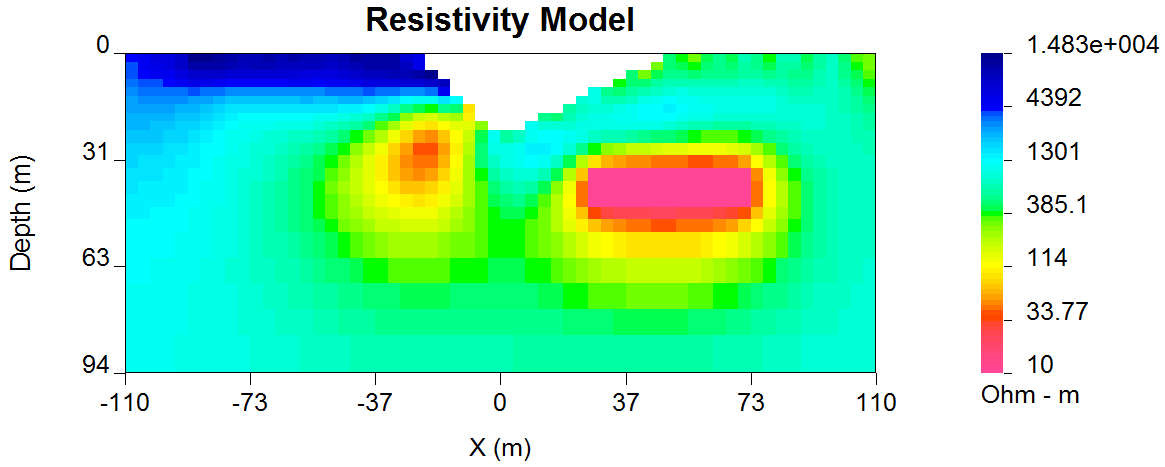 Resistivity Model
0
31
63
94
Depth (m)
-110 -73 -37 0 37 73 110
X (m)
1.483e+004
4392
1301
385.1
114
33.77
10
Ohm - m